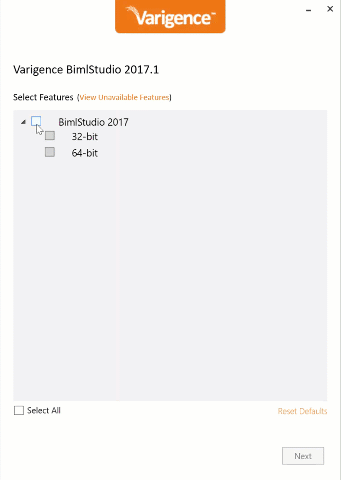 Varigence™
Varigence BimlStudio 2017.1
Select Features (View Unavailable Features)
BimlStudio 2017
32-bit
64-bit
Select All
Reset Defaults
Next